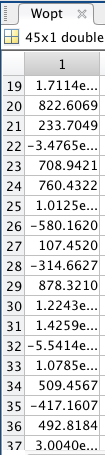 Wopt ×
45x1 double
1
19 1.7114e...
20 822.6069
21 233.7049
22 -3.4765e...
23 708.9421
24 760.4322
25 1.0125e...
26 -580.1620
27 107.4520
28 -314.6627
29 878.3210
30 1.2243e...
31 1.4259e...
32 -5.5414e...
33 1.0785e...
34 509.4567
35 -417.1607
36 492.8184
37 3.0040e...